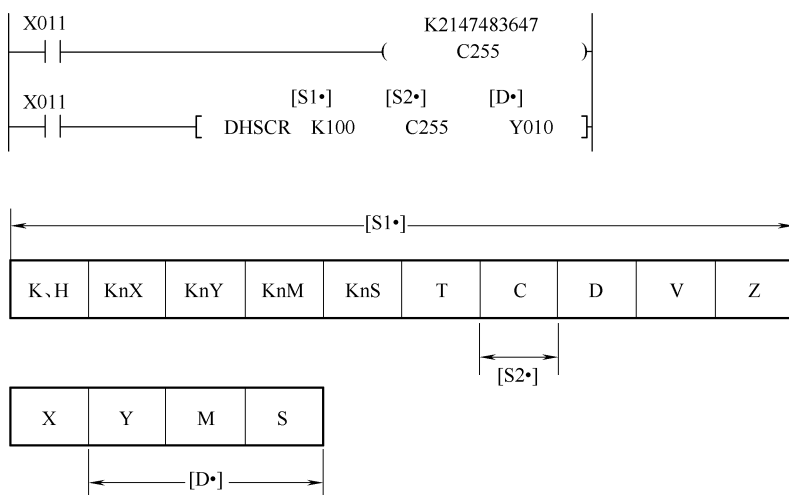 X011
K2147483647
( C255 )
[S1•] [S2•] [D•]
X011
[ DHSCR K100 C255 Y010 ]
[S1•]
K、H KnX KnY KnM KnS T C D V Z
[S2•]
X Y M S
[D•]